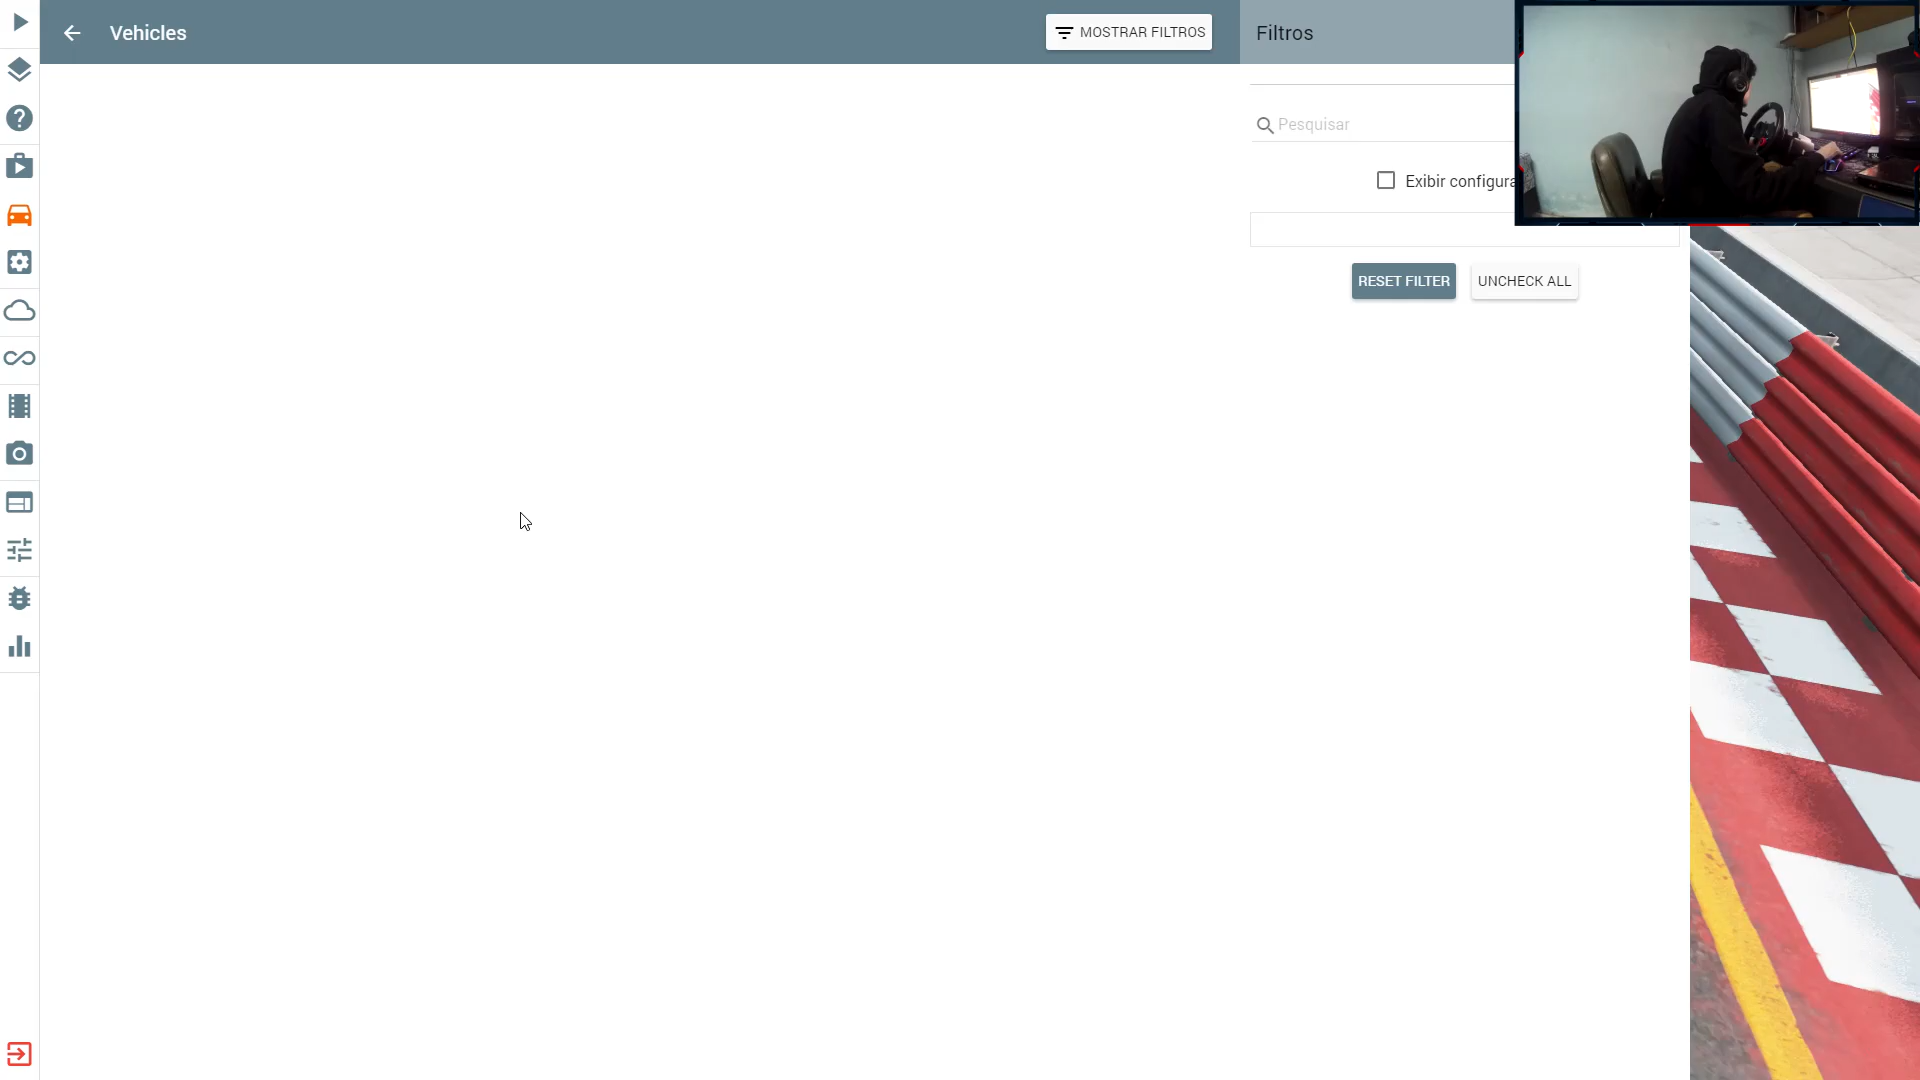 Vehicles
MOSTRAR FILTROS
Filtros
Pesquisar
Exibir configura
RESET FILTER
UNCHECK ALL